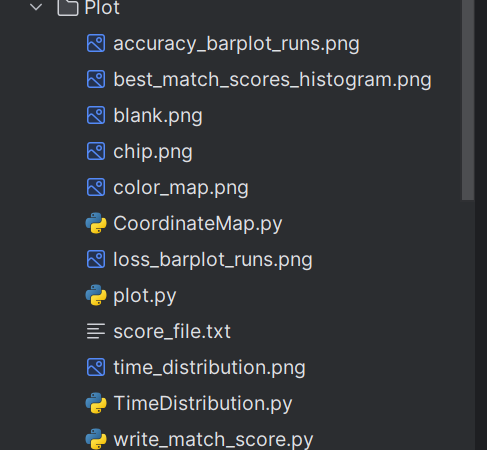 Plot
accuracy_barplot_runs.png
best_match_scores_histogram.png
blank.png
chip.png
color_map.png
CoordinateMap.py
loss_barplot_runs.png
plot.py
score_file.txt
time_distribution.png
TimeDistribution.py
write_match_score.py